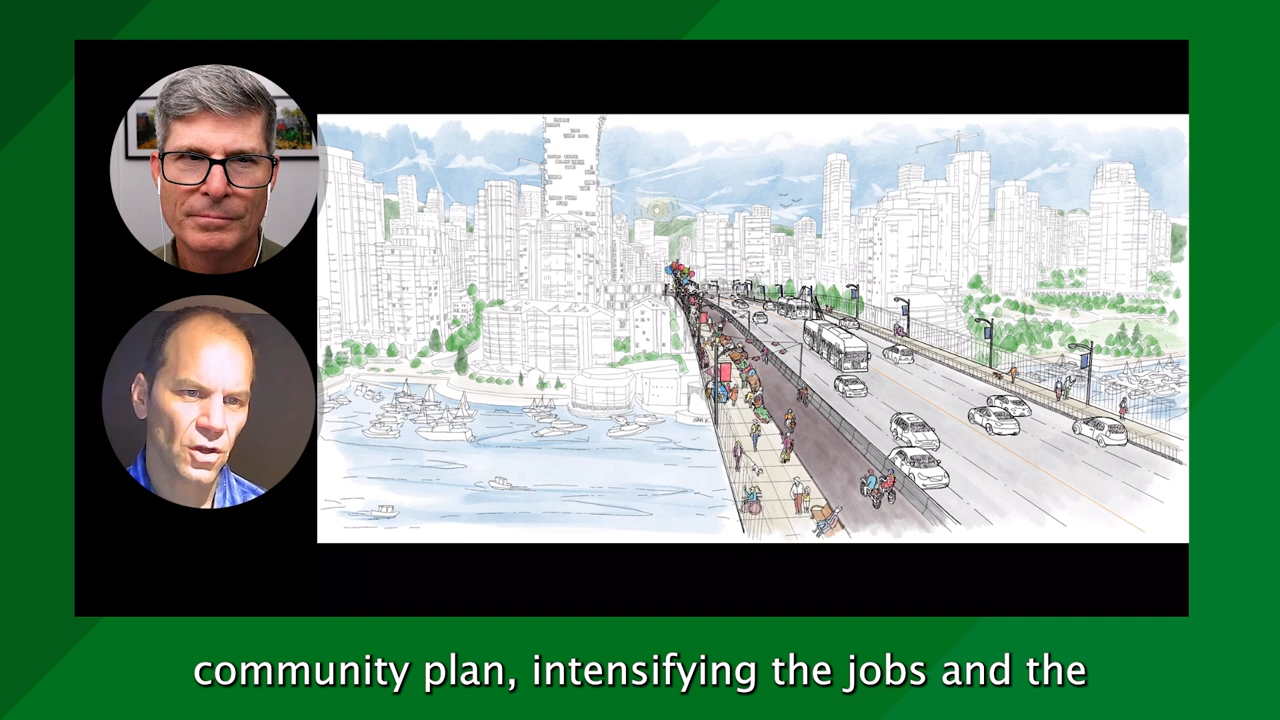 community plan, intensifying the jobs and the